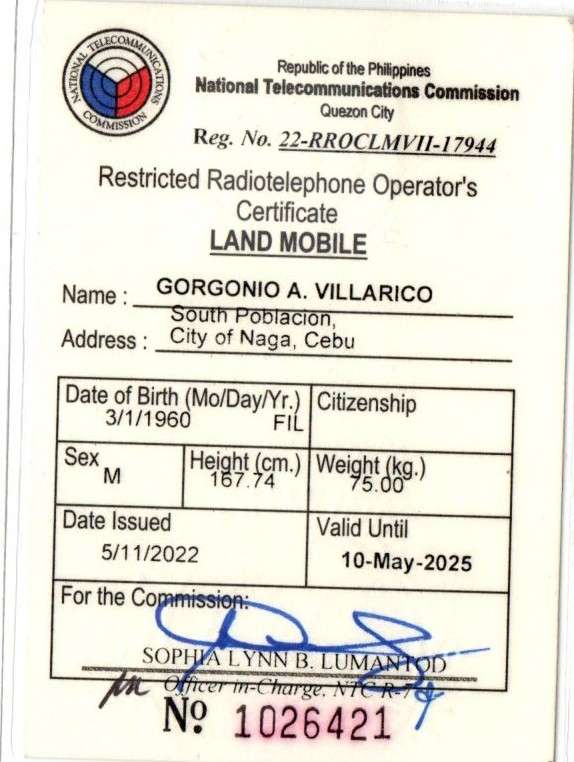 NATIONAL TELECOMMUNICATIONS COMMISSION
Republic of the Philippines
National Telecommunications Commission
Quezon City
Reg. No. 22-RROCLMVII-17944
Restricted Radiotelephone Operator's
Certificate
LAND MOBILE
Name : GORGONIO A. VILLARICO
South Poblacion,
Address : City of Naga, Cebu
Date of Birth (Mo/Day/Yr.) Citizenship
3/1/1960 FIL
Sex Height (cm.) Weight (kg.)
M 167.74 75.00
Date Issued Valid Until
5/11/2022 10-May-2025
For the Commission:
SOPHIA LYNN B. LUMANTOD
Officer In-Charge, NTC R-7
Nº 1026421